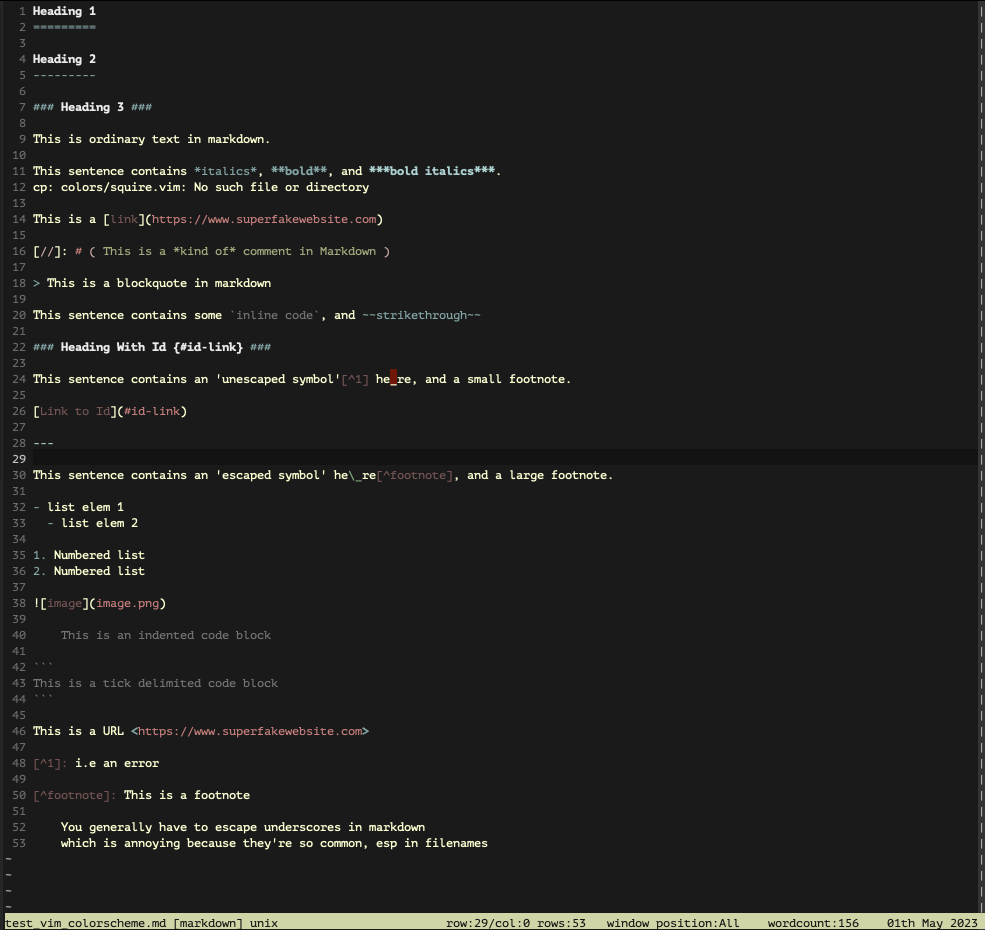 1 Heading 1
2 =========
3
4 Heading 2
5 ---------
6
7 ### Heading 3 ###
8
9 This is ordinary text in markdown.
10
11 This sentence contains *italics*, **bold**, and ***bold italics***.
12 cp: colors/squire.vim: No such file or directory
13
14 This is a [link](https://www.superfakewebsite.com)
15
16 [//]: # ( This is a *kind of* comment in Markdown )
17
18 > This is a blockquote in markdown
19
20 This sentence contains some `inline code`, and ~~strikethrough~~
21
22 ### Heading With Id {#id-link} ###
23
24 This sentence contains an 'unescaped symbol'[^1] he_re, and a small footnote.
25
26 [Link to Id](#id-link)
27
28 ---
29
30 This sentence contains an 'escaped symbol' he\_re[^footnote], and a large footnote.
31
32 - list elem 1
33   - list elem 2
34
35 1. Numbered list
36 2. Numbered list
37
38 ![image](image.png)
39
40     This is an indented code block
41
42 ```
43 This is a tick delimited code block
44 ```
45
46 This is a URL <https://www.superfakewebsite.com>
47
48 [^1]: i.e an error
49
50 [^footnote]: This is a footnote
51
52     You generally have to escape underscores in markdown
53     which is annoying because they're so common, esp in filenames
~
~
~
~
test_vim_colorscheme.md [markdown] unix row:29/col:0 rows:53 window position:All wordcount:156 01th May 2023